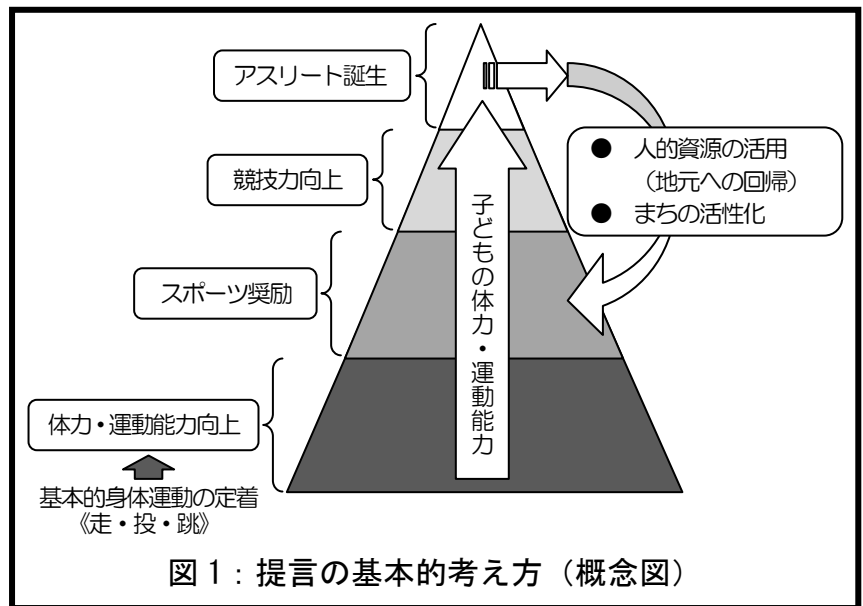 アスリート誕生
競技力向上
スポーツ奨励
体力・運動能力向上
基本的身体運動の定着
《走・投・跳》
子どもの体力・運動能力
● 人的資源の活用
（地元への回帰）
● まちの活性化
図１：提言の基本的考え方（概念図）